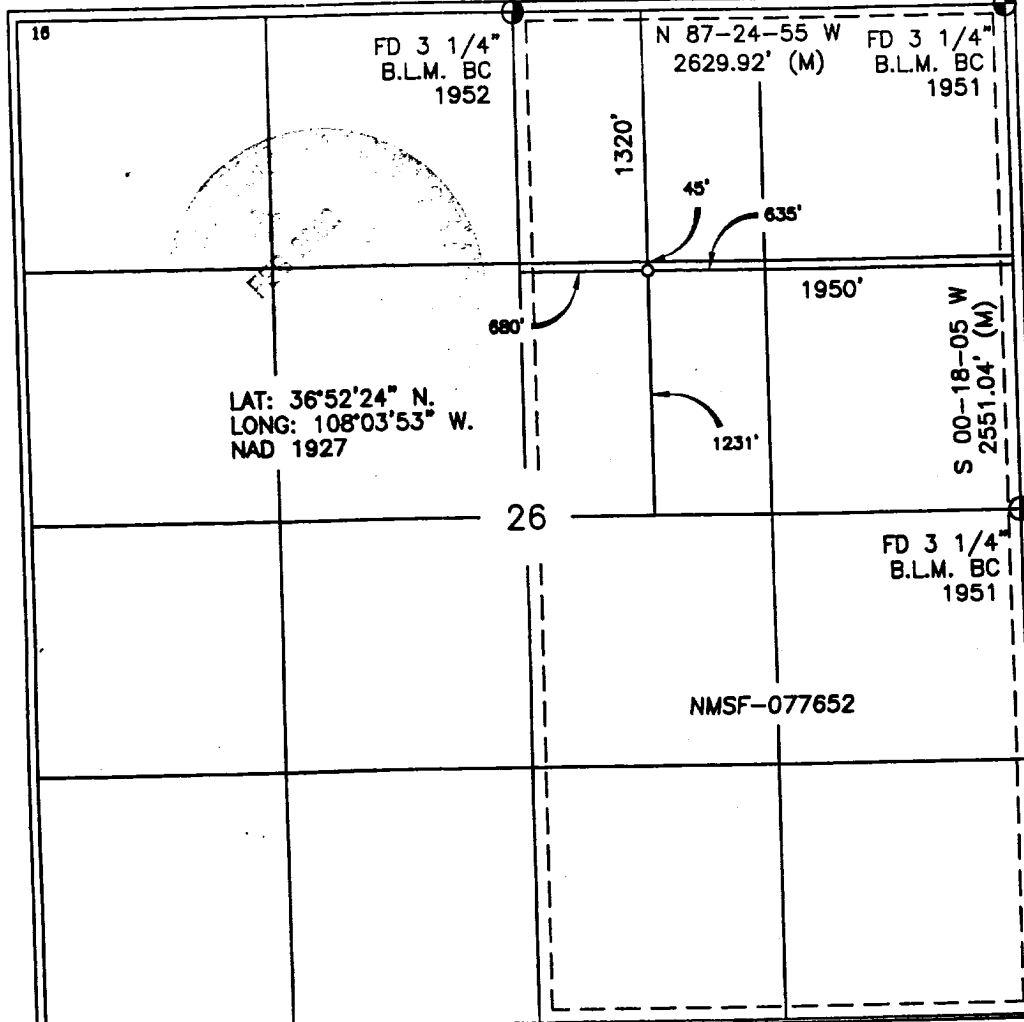 16
FD 3 1/4"
B.L.M. BC
1952
N 87-24-55 W
2629.92' (M)
FD 3 1/4"
B.L.M. BC
1951
1320'
45'
635'
1950'
680'
S 00-18-05 W
2551.04' (M)
LAT: 36°52'24" N.
LONG: 108°03'53" W.
NAD 1927
1231'
26
FD 3 1/4"
B.L.M. BC
1951
NMSF-077652